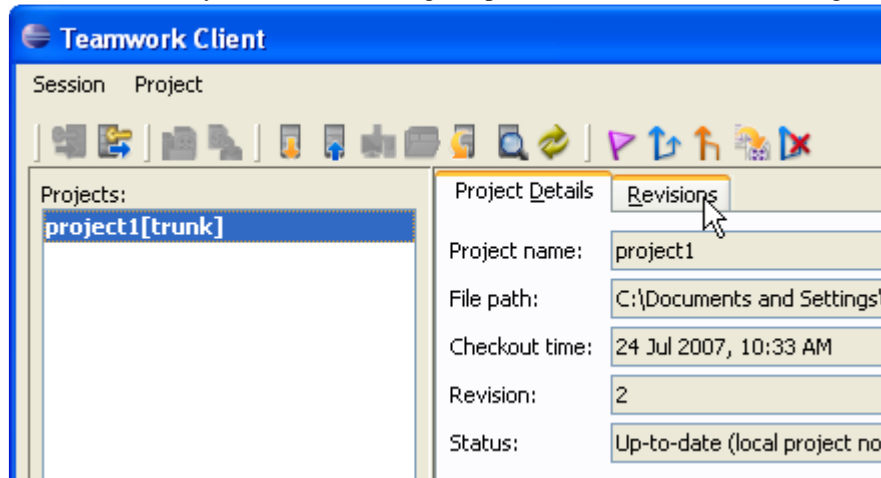 Teamwork Client
Session Project
Projects:
project1[trunk]
Project Details Revisions
Project name: project1
File path: C:\Documents and Settings\
Checkout time: 24 Jul 2007, 10:33 AM
Revision: 2
Status: Up-to-date (local project no